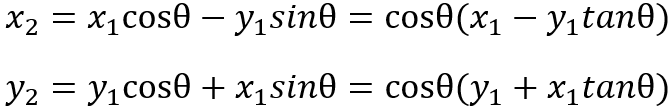 x₂ = x₁cosθ − y₁sinθ = cosθ(x₁ − y₁tanθ)
y₂ = y₁cosθ + x₁sinθ = cosθ(y₁ + x₁tanθ)